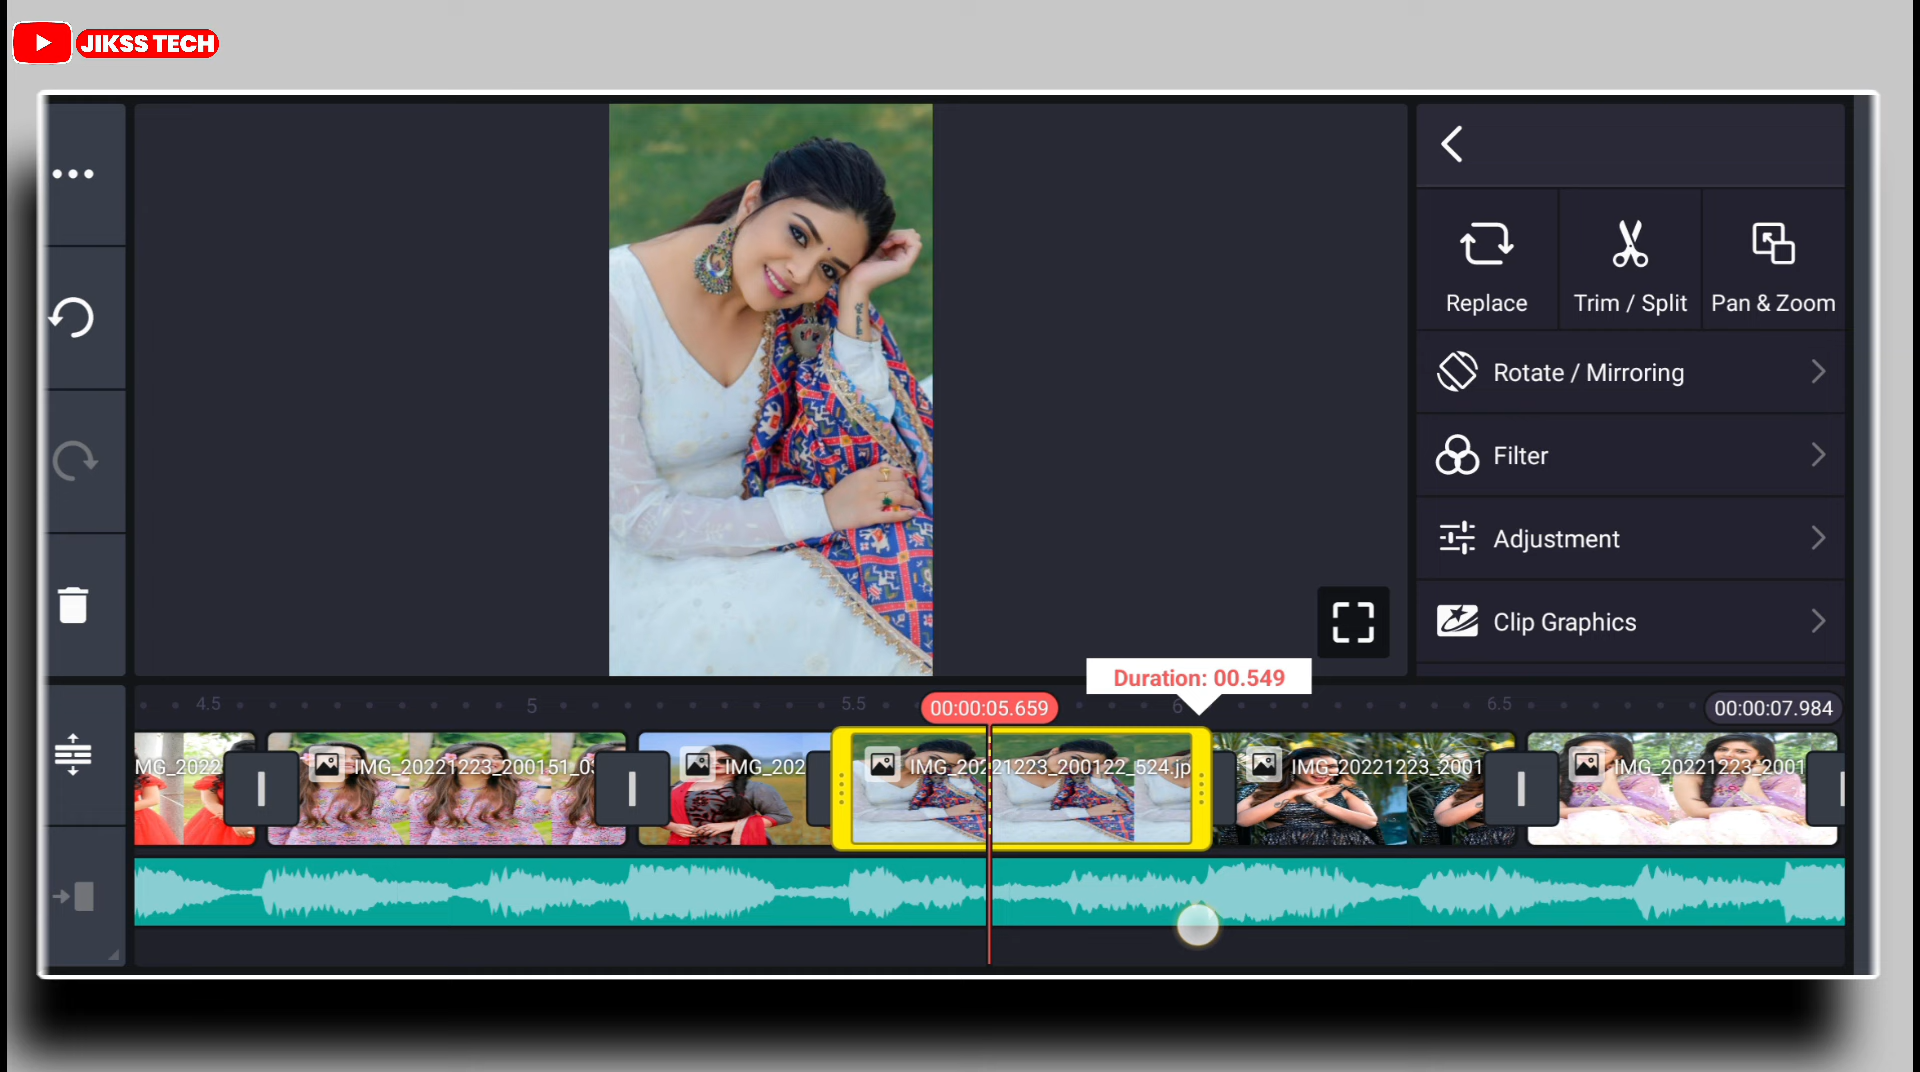 JIKSS TECH
Replace
Trim / Split
Pan & Zoom
Rotate / Mirroring
Filter
Adjustment
Clip Graphics
Duration: 00.549
4.5
5
5.5
00:00:05.659
6
6.5
00:00:07.984
MG_2022
IMG_20221223_200151_03
IMG_202
IMG_20221223_200122_524.jp
IMG_20221223_2001
IMG_20221223_2001